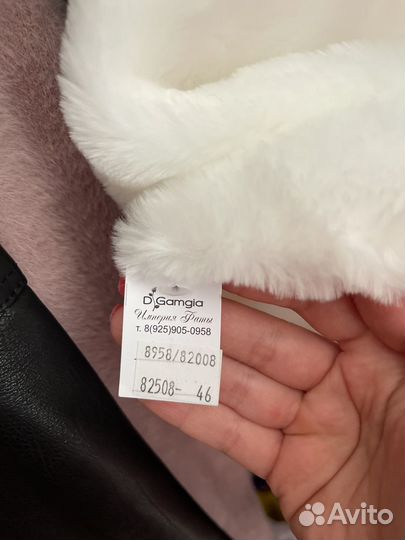 D Gamgia
Империя Фаты
т. 8(925)905-0958
8958/82008
82508- 46
Avito